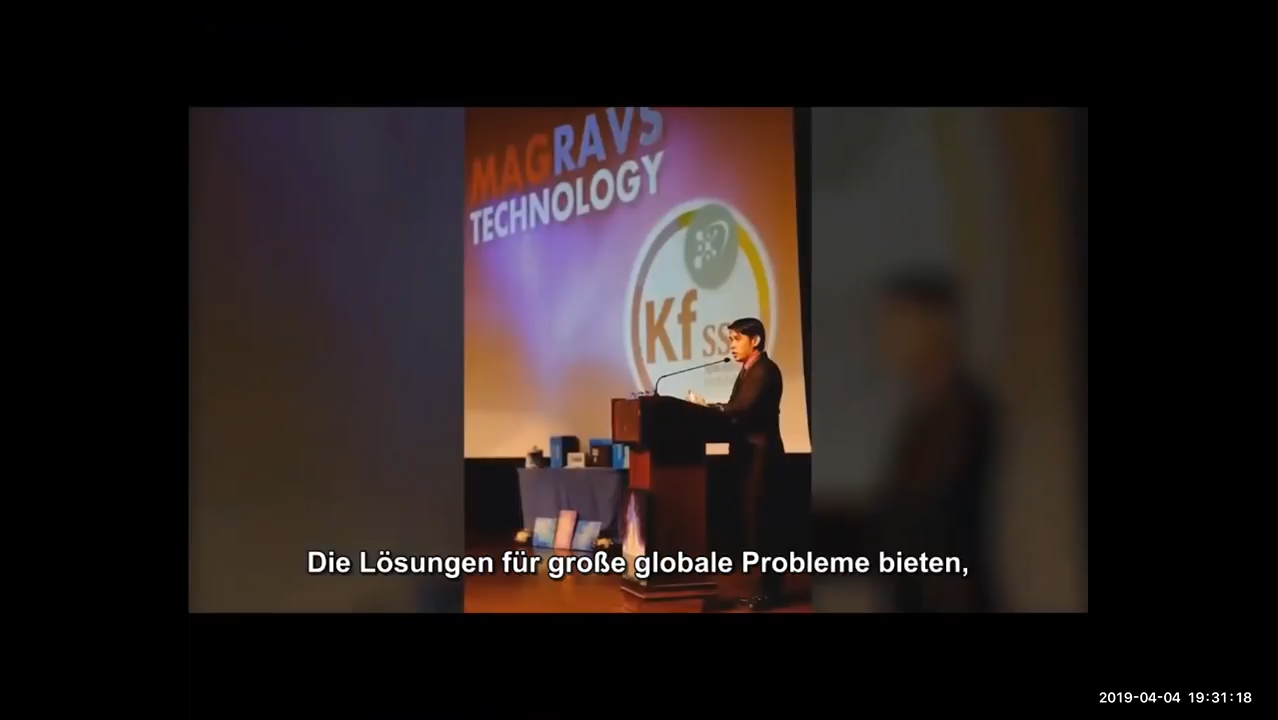 MAGRAVS
TECHNOLOGY
Kf ss
Die Lösungen für große globale Probleme bieten,
2019-04-04 19:31:18